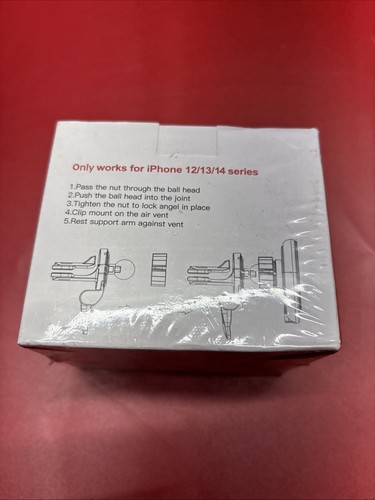 Only works for iPhone 12/13/14 series
1.Pass the nut through the ball head
2.Push the ball head into the joint
3.Tighten the nut to lock angel in place
4.Clip mount on the air vent
5.Rest support arm against vent